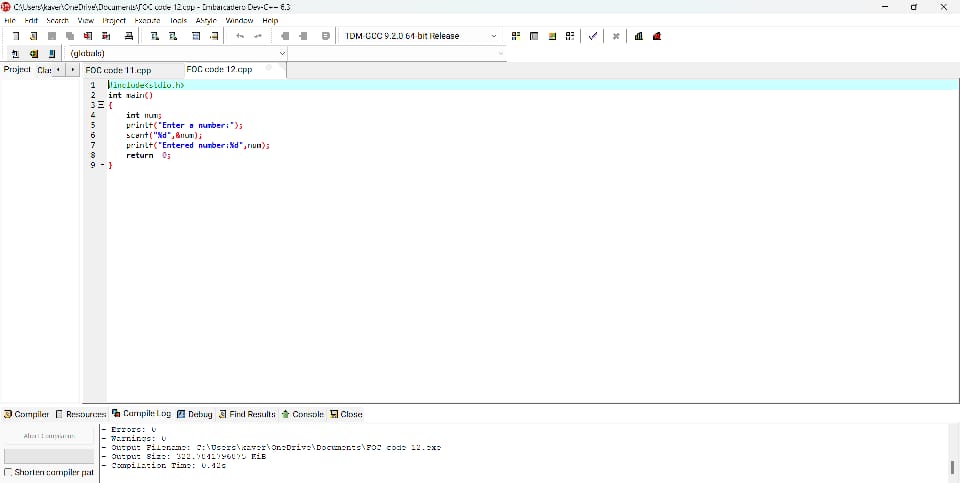 C:\Users\kaver\OneDrive\Documents\FOC code 12.cpp - Embarcadero Dev-C++ 6.3
File Edit Search View Project Execute Tools AStyle Window Help
TDM-GCC 9.2.0 64-bit Release
(globals)
Project Clas FOC code 11.cpp FOC code 12.cpp
1 #include<stdio.h>
2 int main()
3 {
4 int num;
5 printf("Enter a number:");
6 scanf("%d",&num);
7 printf("Entered number:%d",num);
8 return 0;
9 }
Compiler Resources Compile Log Debug Find Results Console Close
Abort Compilation
Shorten compiler pat
- Errors: 0
- Warnings: 0
- Output Filename: C:\Users\kaver\OneDrive\Documents\FOC code 12.exe
- Output Size: 322.7041796875 KiB
- Compilation Time: 0.42s